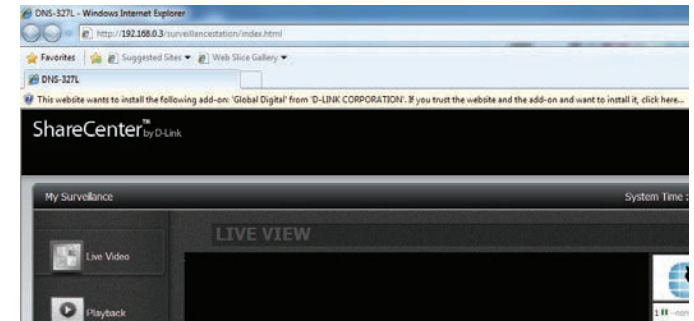 DNS-327L - Windows Internet Explorer
http://192.168.0.3/surveillancestation/index.html
Favorites Suggested Sites Web Slice Gallery
DNS-327L
This website wants to install the following add-on: 'Global Digital' from 'D-LINK CORPORATION'. If you trust the website and the add-on and want to install it, click here...
ShareCenter™ by D-Link
My Surveillance System Time :
LIVE VIEW
Live Video
Playback
1